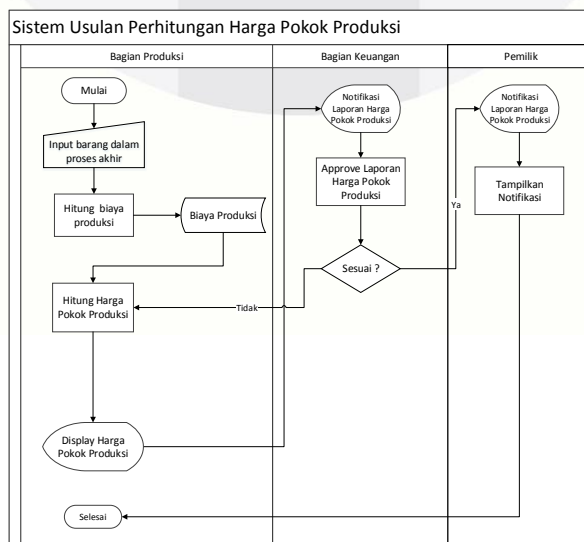 Sistem Usulan Perhitungan Harga Pokok Produksi
Bagian Produksi
Bagian Keuangan
Pemilik
Mulai
Input barang dalam
proses akhir
Hitung biaya
produksi
Biaya Produksi
Hitung Harga
Pokok Produksi
Display Harga
Pokok Produksi
Selesai
Notifikasi
Laporan Harga
Pokok Produksi
Approve Laporan
Harga Pokok
Produksi
Sesuai ?
Tidak
Ya
Notifikasi
Laporan Harga
Pokok Produksi
Tampilkan
Notifikasi